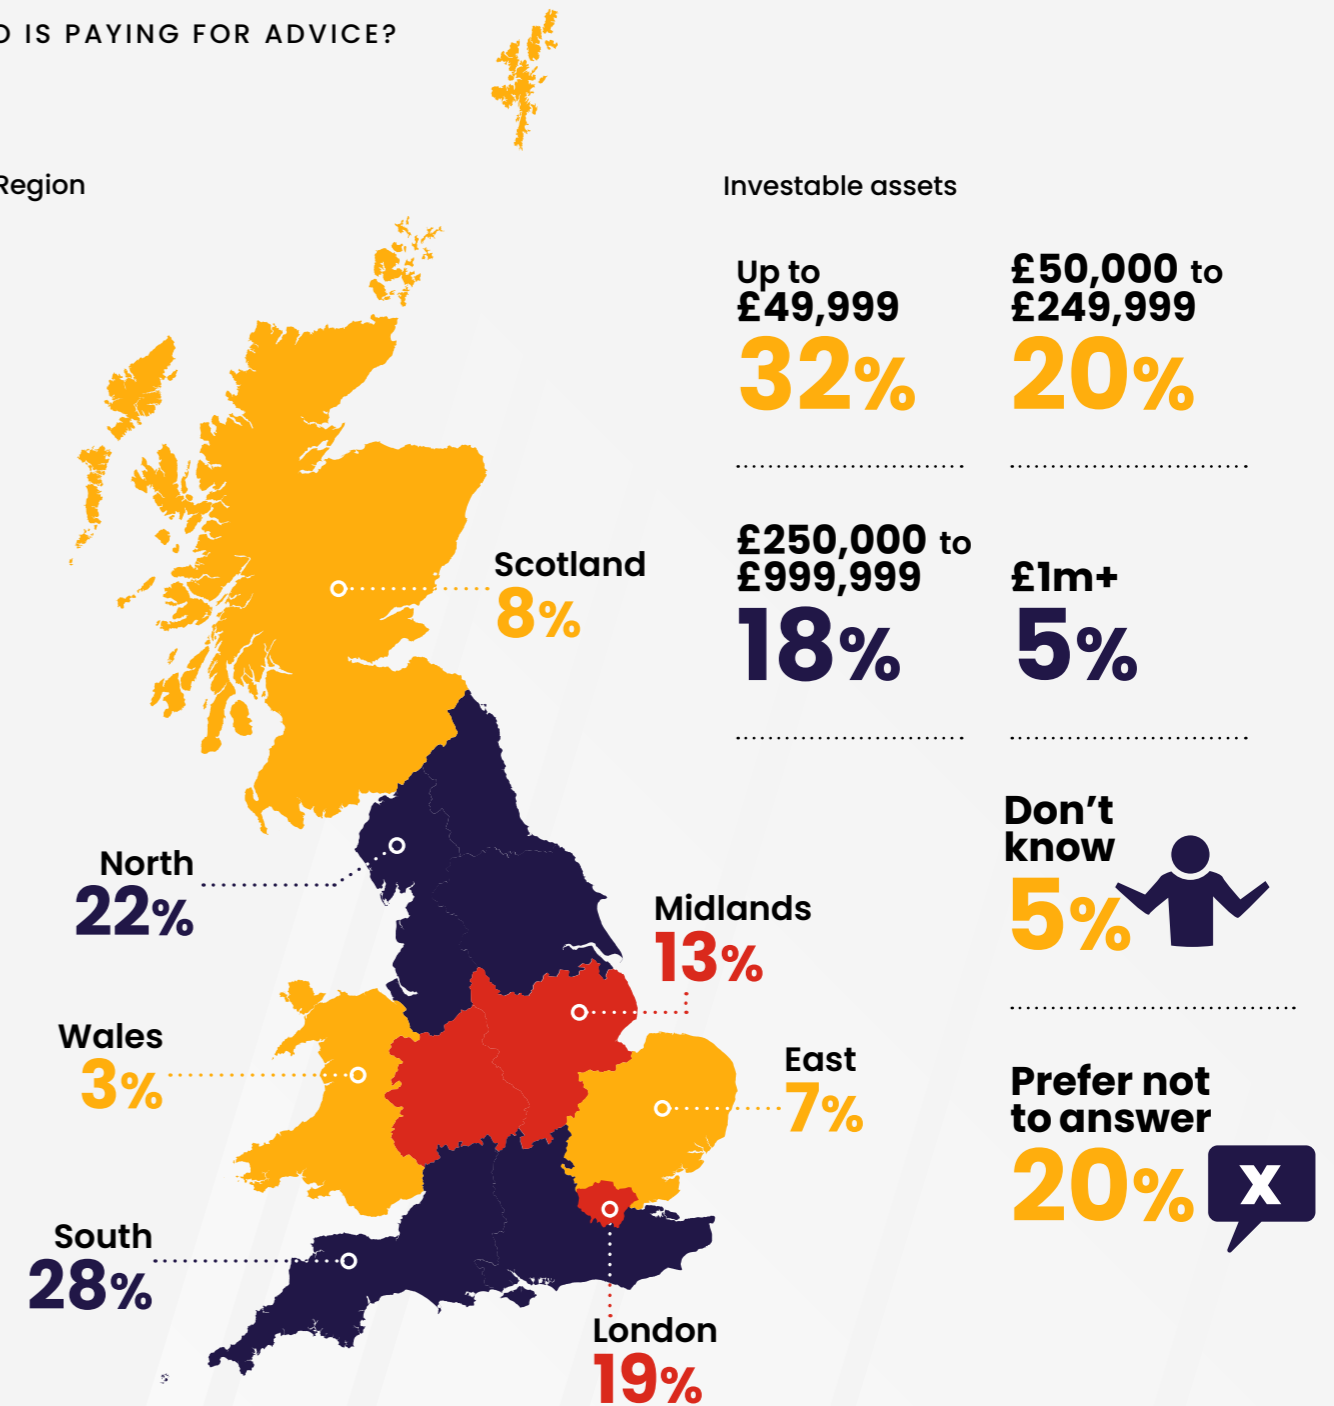 O IS PAYING FOR ADVICE?
Region
Scotland
8%
North
22%
Midlands
13%
Wales
3%
East
7%
South
28%
London
19%
Investable assets
Up to
£49,999
32%
£50,000 to
£249,999
20%
£250,000 to
£999,999
18%
£1m+
5%
Don’t
know
5%
Prefer not
to answer
20%
X